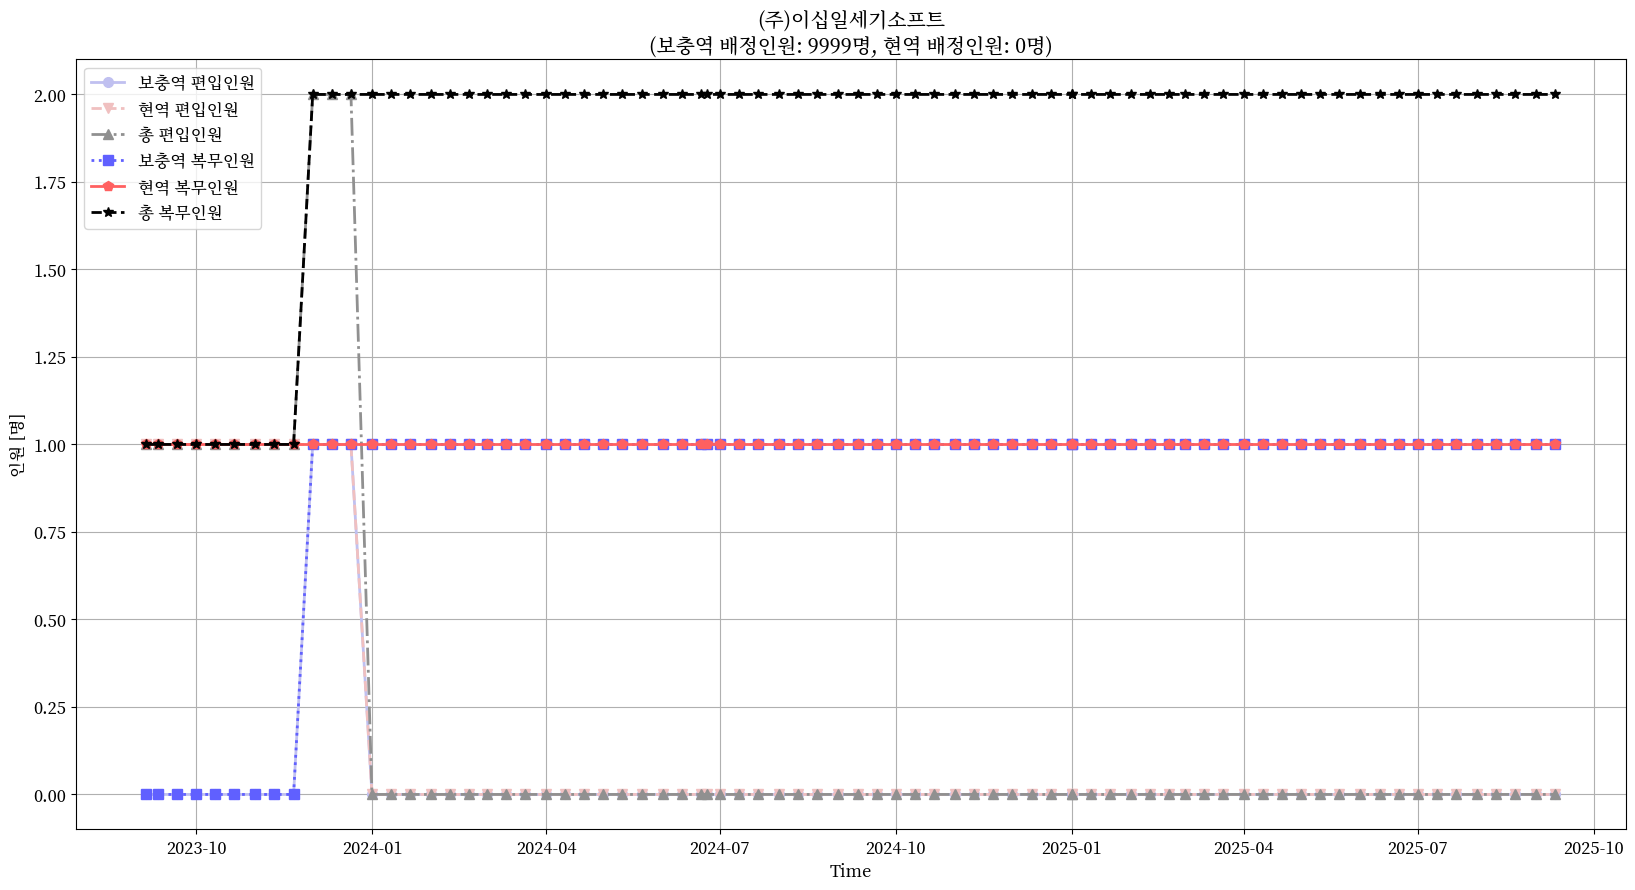 (주)이십일세기소프트
(보충역 배정인원: 9999명, 현역 배정인원: 0명)
보충역 편입인원
현역 편입인원
총 편입인원
보충역 복무인원
현역 복무인원
총 복무인원
인원 [명]
2.00
1.75
1.50
1.25
1.00
0.75
0.50
0.25
0.00
2023-10
2024-01
2024-04
2024-07
2024-10
2025-01
2025-04
2025-07
2025-10
Time